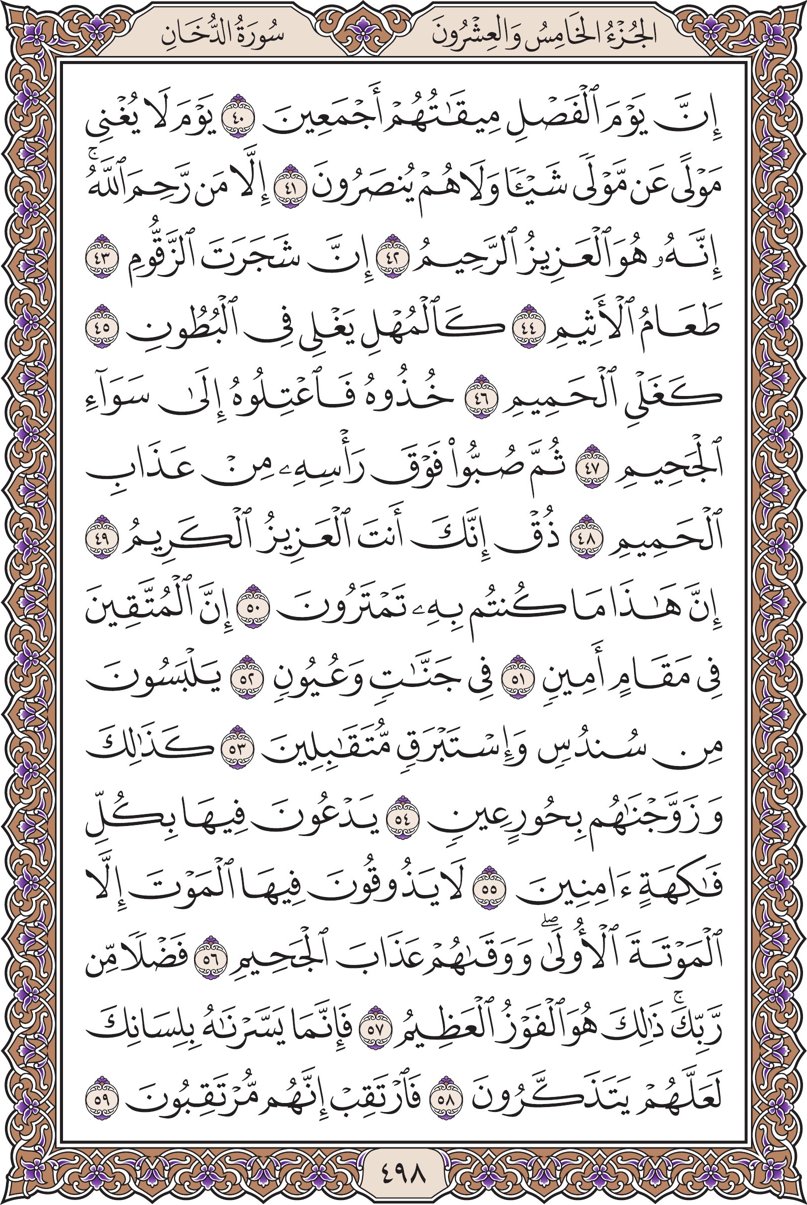 الجُزْءُ الخَامِسُ وَالعِشْرُونَ
سُورَةُ الدُّخَانِ
إِنَّ يَوْمَ ٱلْفَصْلِ مِيقَٰتُهُمْ أَجْمَعِينَ ٤٠ يَوْمَ لَا يُغْنِى
مَوْلًى عَن مَّوْلًى شَيْـًٔا وَلَا هُمْ يُنصَرُونَ ٤١ إِلَّا مَن رَّحِمَ ٱللَّهُۚ
إِنَّهُۥ هُوَ ٱلْعَزِيزُ ٱلرَّحِيمُ ٤٢ إِنَّ شَجَرَتَ ٱلزَّقُّومِ ٤٣
طَعَامُ ٱلْأَثِيمِ ٤٤ كَٱلْمُهْلِ يَغْلِى فِى ٱلْبُطُونِ ٤٥
كَغَلْىِ ٱلْحَمِيمِ ٤٦ خُذُوهُ فَٱعْتِلُوهُ إِلَىٰ سَوَآءِ
ٱلْجَحِيمِ ٤٧ ثُمَّ صُبُّوا۟ فَوْقَ رَأْسِهِۦ مِنْ عَذَابِ
ٱلْحَمِيمِ ٤٨ ذُقْ إِنَّكَ أَنتَ ٱلْعَزِيزُ ٱلْكَرِيمُ ٤٩
إِنَّ هَٰذَا مَا كُنتُم بِهِۦ تَمْتَرُونَ ٥٠ إِنَّ ٱلْمُتَّقِينَ
فِى مَقَامٍ أَمِينٍ ٥١ فِى جَنَّٰتٍ وَعُيُونٍ ٥٢ يَلْبَسُونَ
مِن سُندُسٍ وَإِسْتَبْرَقٍ مُّتَقَٰبِلِينَ ٥٣ كَذَٰلِكَ
وَزَوَّجْنَٰهُم بِحُورٍ عِينٍ ٥٤ يَدْعُونَ فِيهَا بِكُلِّ
فَٰكِهَةٍ ءَامِنِينَ ٥٥ لَا يَذُوقُونَ فِيهَا ٱلْمَوْتَ إِلَّا
ٱلْمَوْتَةَ ٱلْأُولَىٰۖ وَوَقَىٰهُمْ عَذَابَ ٱلْجَحِيمِ ٥٦ فَضْلًا مِّن
رَّبِّكَۚ ذَٰلِكَ هُوَ ٱلْفَوْزُ ٱلْعَظِيمُ ٥٧ فَإِنَّمَا يَسَّرْنَٰهُ بِلِسَانِكَ
لَعَلَّهُمْ يَتَذَكَّرُونَ ٥٨ فَٱرْتَقِبْ إِنَّهُم مُّرْتَقِبُونَ ٥٩
٤٩٨